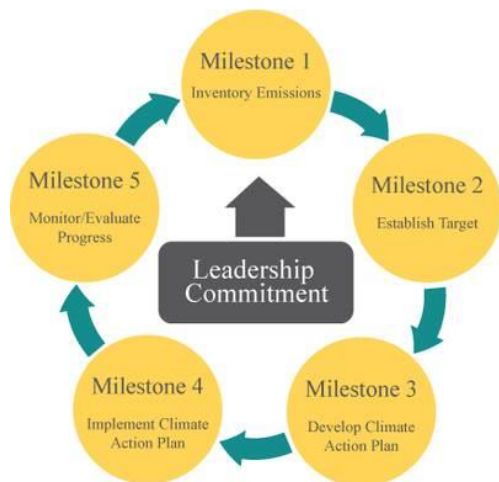 Milestone 1
Inventory Emissions
Milestone 2
Establish Target
Milestone 3
Develop Climate
Action Plan
Milestone 4
Implement Climate
Action Plan
Milestone 5
Monitor/Evaluate
Progress
Leadership
Commitment